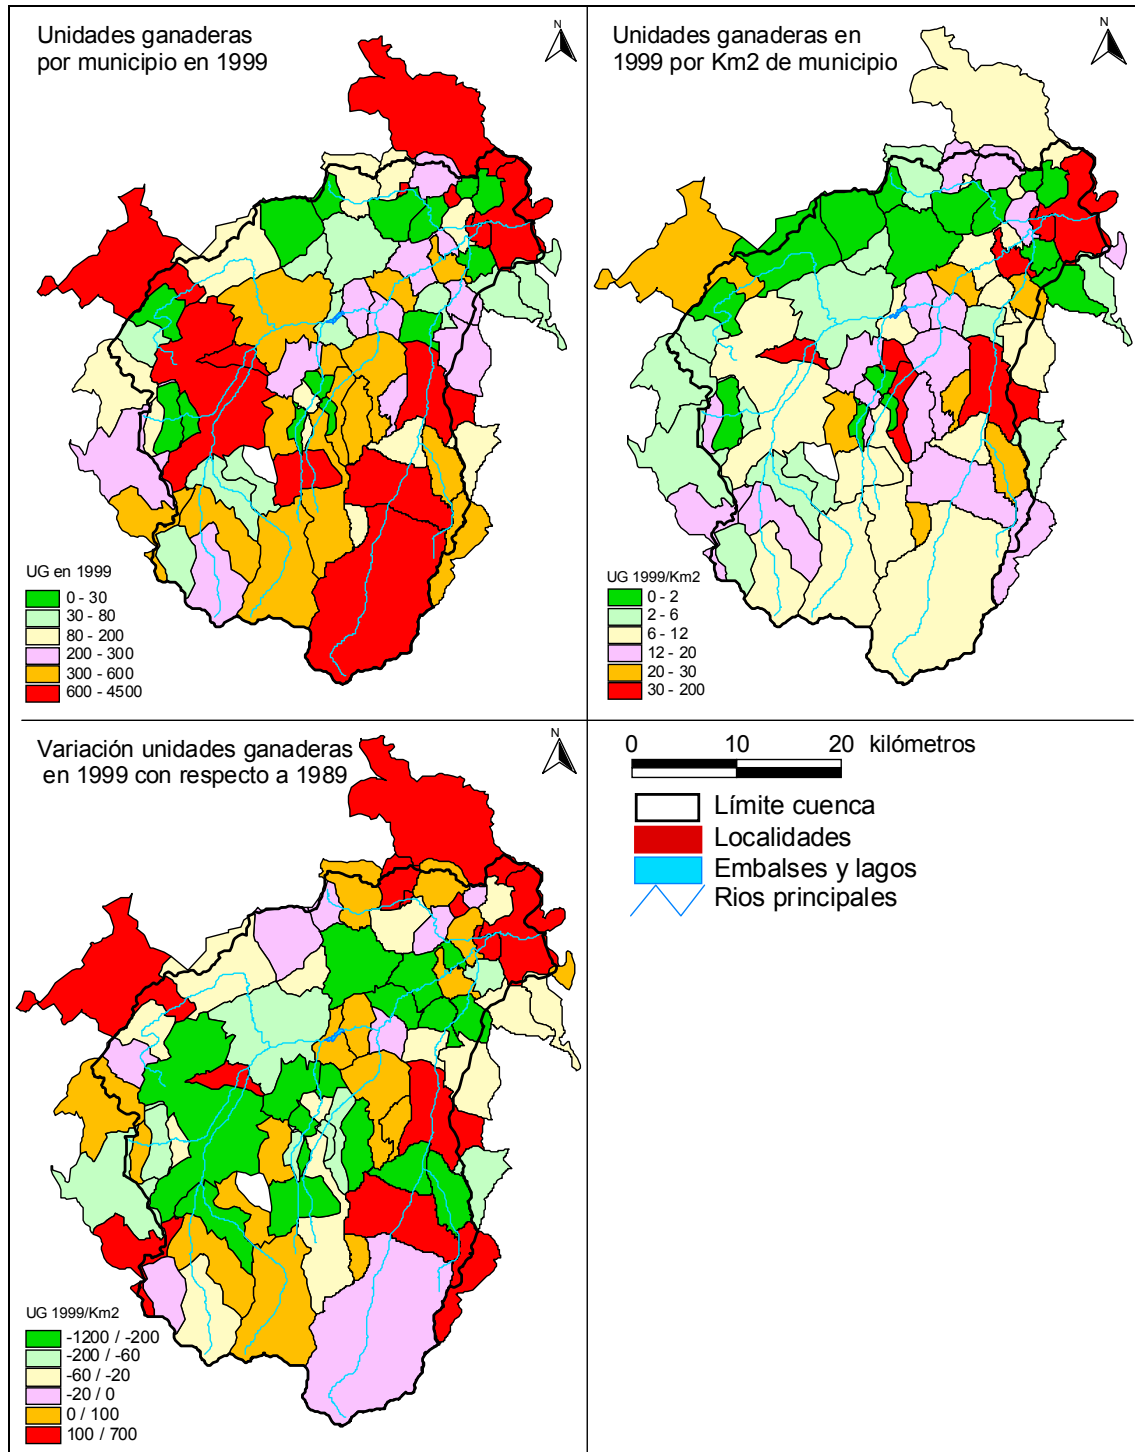 Unidades ganaderas
por municipio en 1999
N
UG en 1999
0 - 30
30 - 80
80 - 200
200 - 300
300 - 600
600 - 4500
Unidades ganaderas en
1999 por Km2 de municipio
N
UG 1999/Km2
0 - 2
2 - 6
6 - 12
12 - 20
20 - 30
30 - 200
Variación unidades ganaderas
en 1999 con respecto a 1989
N
UG 1999/Km2
-1200 / -200
-200 / -60
-60 / -20
-20 / 0
0 / 100
100 / 700
0 10 20 kilómetros
Límite cuenca
Localidades
Embalses y lagos
Rios principales